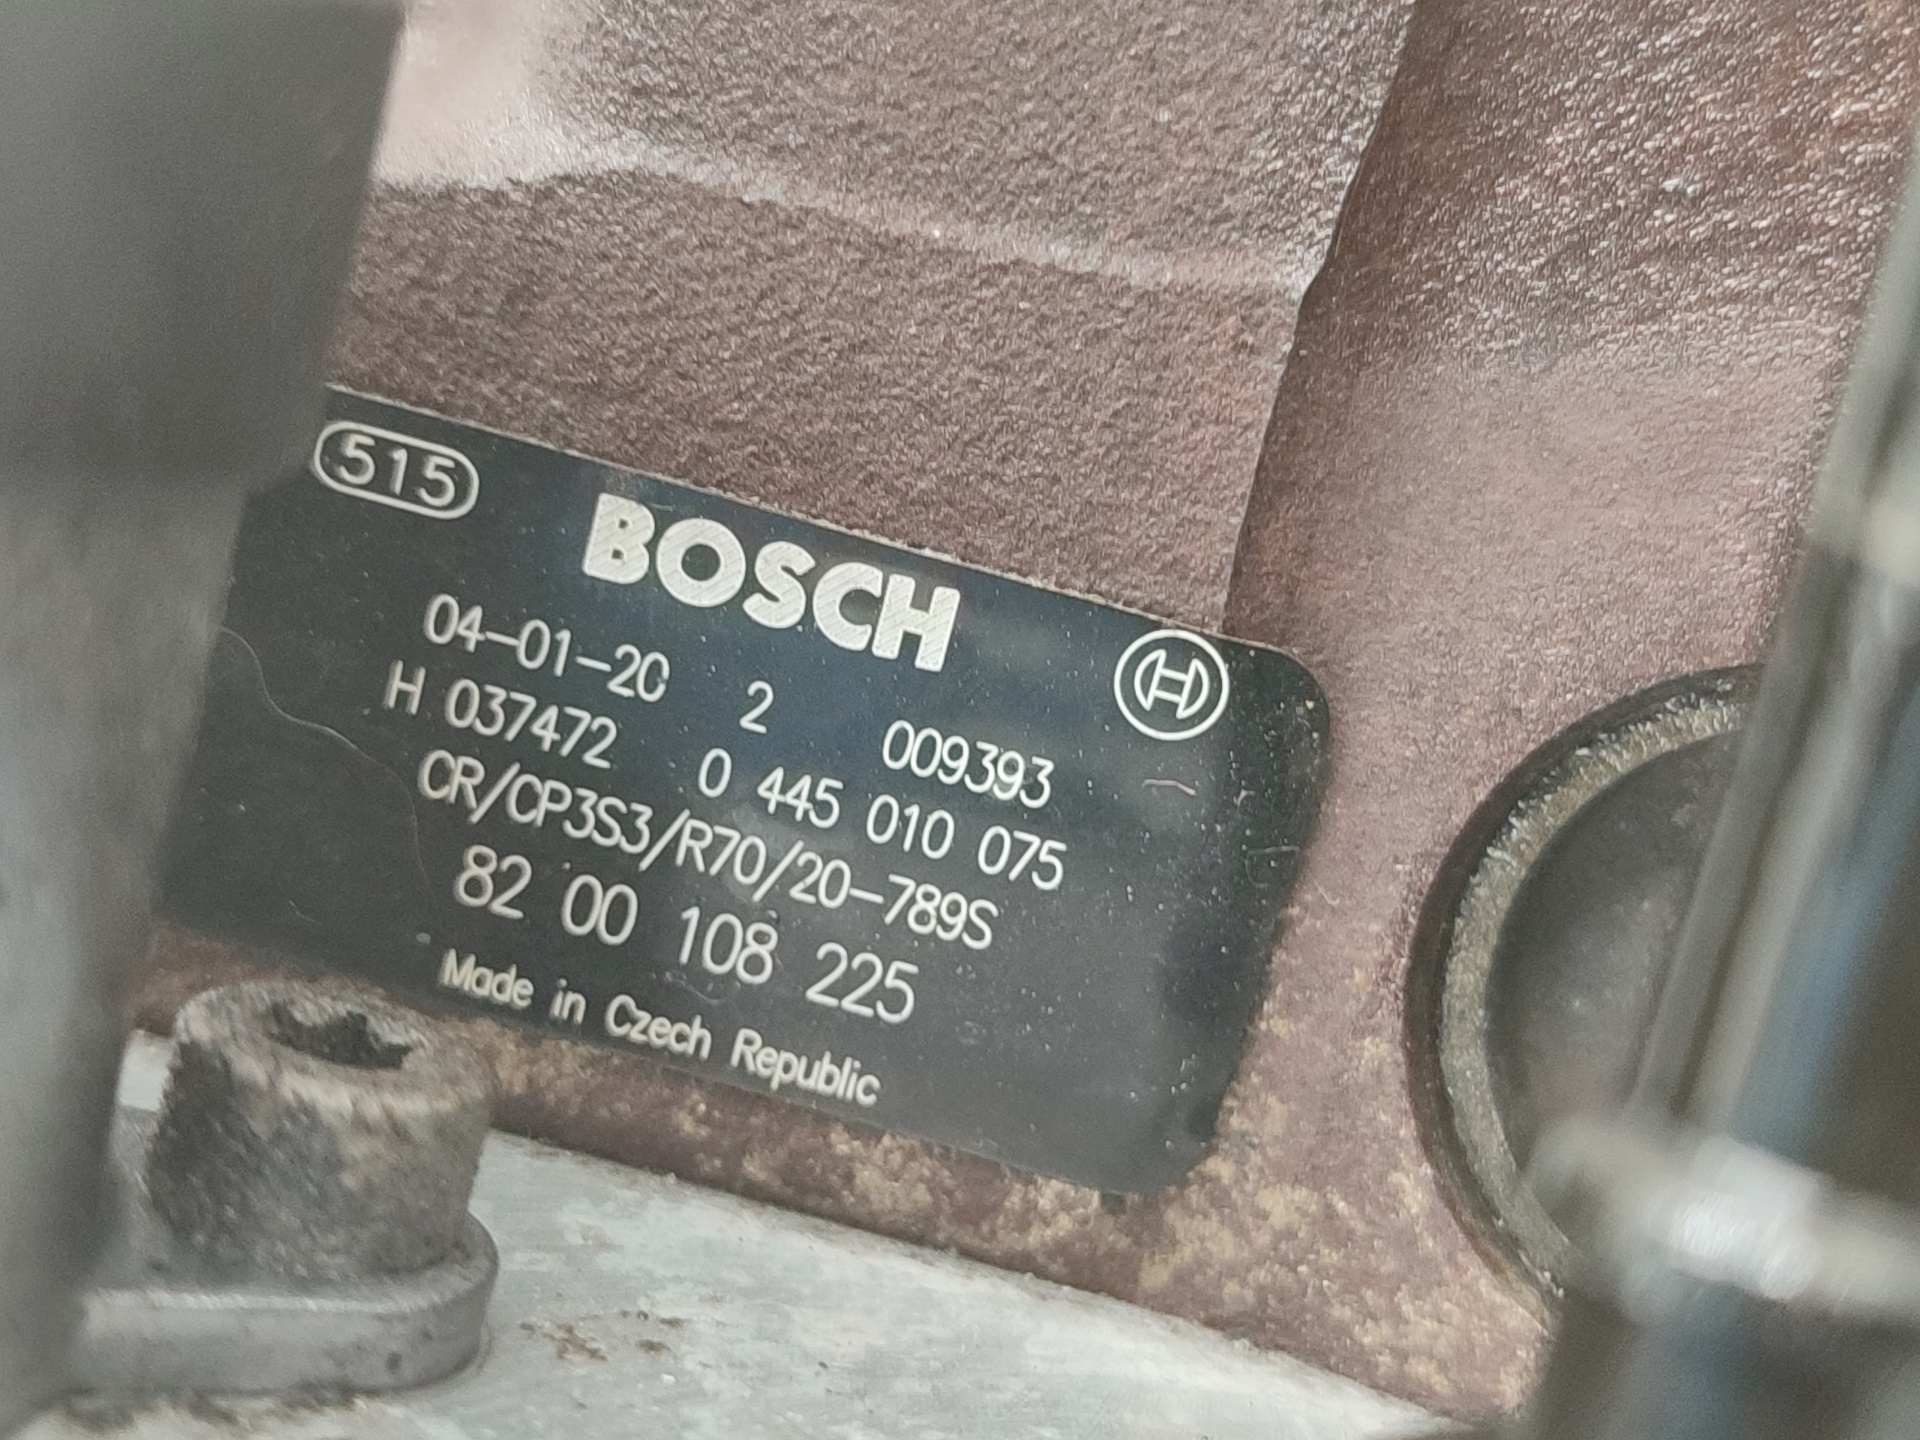 515
BOSCH
04-01-20 2 009393
H 037472 0 445 010 075
CR/CP3S3/R70/20-789S
82 00 108 225
Made in Czech Republic